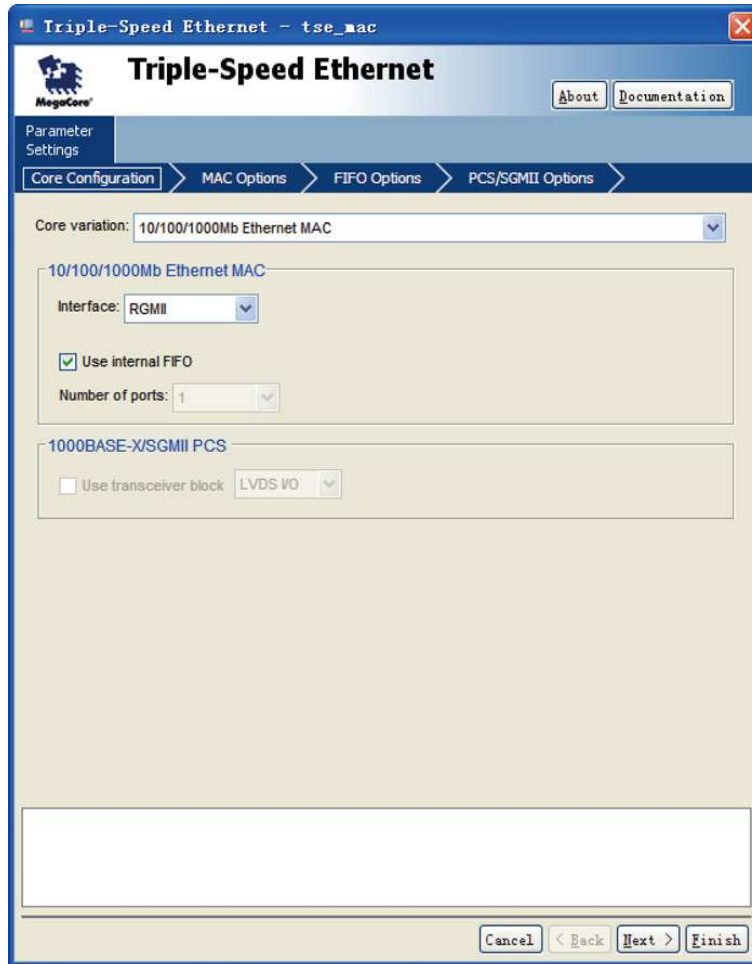 Triple-Speed Ethernet - tse_mac
MegaCore®
Triple-Speed Ethernet
About Documentation
Parameter
Settings
Core Configuration MAC Options FIFO Options PCS/SGMII Options
Core variation: 10/100/1000Mb Ethernet MAC
10/100/1000Mb Ethernet MAC
Interface: RGMII
Use internal FIFO
Number of ports: 1
1000BASE-X/SGMII PCS
Use transceiver block LVDS I/O
Cancel < Back Next > Finish